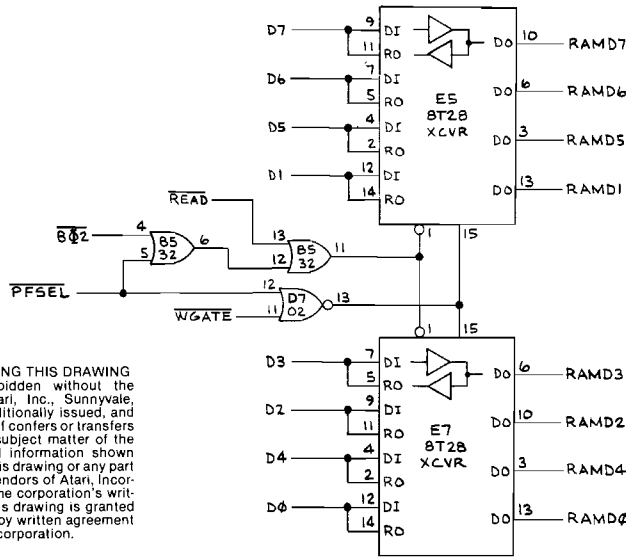 D7 9 DI DO 10 RAMD7
11 RO
D6 7 DI DO 6 RAMD6
5 RO
E5
8T28
XCVR
D5 4 DI DO 3 RAMD5
2 RO
D1 12 DI DO 13 RAMD1
14 RO
READ
BΦ2 4
5 B5 32 6
13
12 B5 32 11
1 15
PFSEL 12
WGATE 11 D7 02 13
1 15
D3 7 DI DO 6 RAMD3
5 RO
D2 9 DI DO 10 RAMD2
11 RO
E7
8T28
XCVR
D4 4 DI DO 3 RAMD4
2 RO
DØ 12 DI DO 13 RAMDØ
14 RO
NG THIS DRAWING
bidden without the
ari, Inc., Sunnyvale,
ditionally issued, and
f confers or transfers
subject matter of the
l information shown
is drawing or any part
endors of Atari, Incor-
he corporation's writ-
s drawing is granted
by written agreement
corporation.